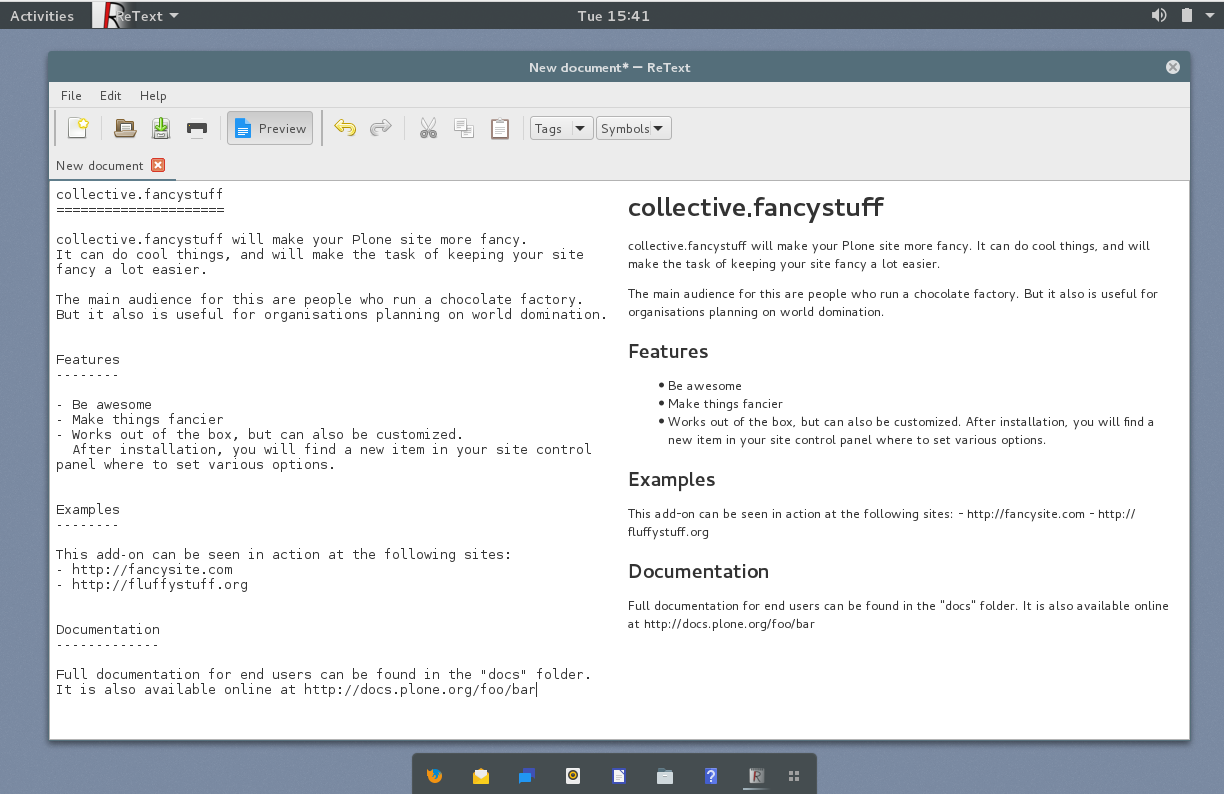 Activities
ReText
Tue 15:41
New document* — ReText
File Edit Help
Preview
Tags
Symbols
New document
collective.fancystuff
=====================
collective.fancystuff will make your Plone site more fancy.
It can do cool things, and will make the task of keeping your site
fancy a lot easier.
The main audience for this are people who run a chocolate factory.
But it also is useful for organisations planning on world domination.
Features
--------
- Be awesome
- Make things fancier
- Works out of the box, but can also be customized.
After installation, you will find a new item in your site control
panel where to set various options.
Examples
--------
This add-on can be seen in action at the following sites:
- http://fancysite.com
- http://fluffystuff.org
Documentation
-------------
Full documentation for end users can be found in the "docs" folder.
It is also available online at http://docs.plone.org/foo/bar
collective.fancystuff
collective.fancystuff will make your Plone site more fancy. It can do cool things, and will
make the task of keeping your site fancy a lot easier.
The main audience for this are people who run a chocolate factory. But it also is useful for
organisations planning on world domination.
Features
• Be awesome
• Make things fancier
• Works out of the box, but can also be customized. After installation, you will find a
new item in your site control panel where to set various options.
Examples
This add-on can be seen in action at the following sites: - http://fancysite.com - http://
fluffystuff.org
Documentation
Full documentation for end users can be found in the "docs" folder. It is also available online
at http://docs.plone.org/foo/bar